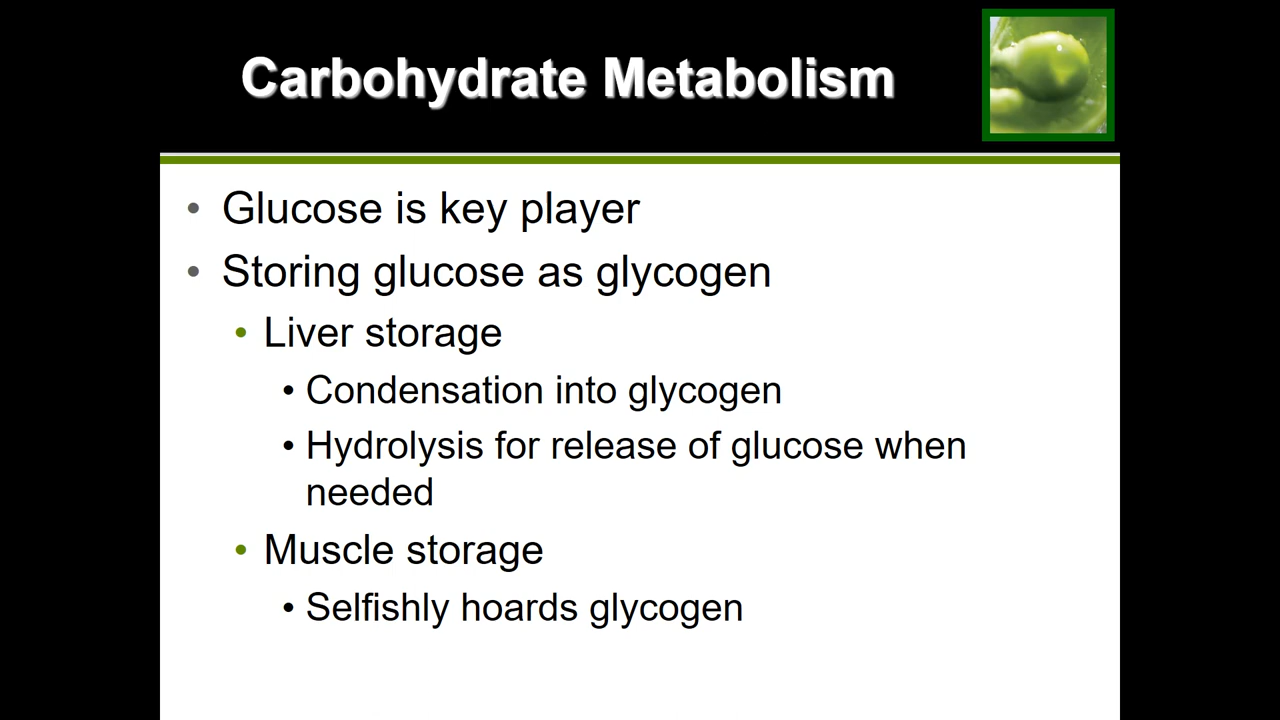 Carbohydrate Metabolism
• Glucose is key player
• Storing glucose as glycogen
• Liver storage
• Condensation into glycogen
• Hydrolysis for release of glucose when
needed
• Muscle storage
• Selfishly hoards glycogen